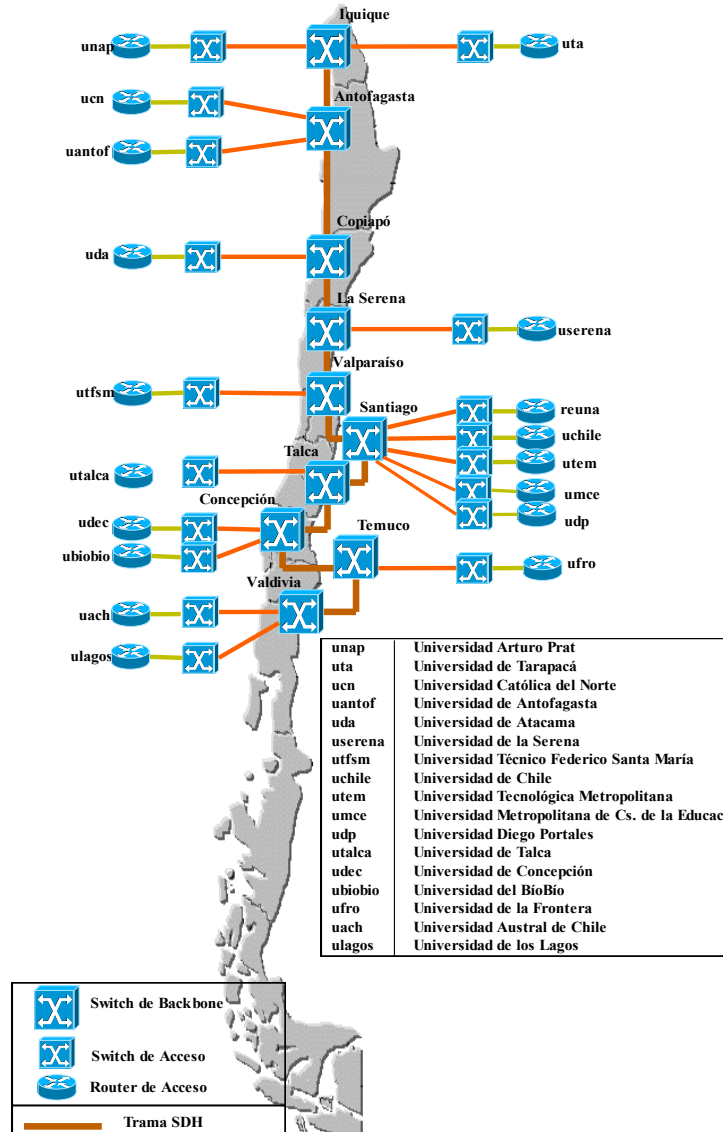 Iquique
unap
uta
Antofagasta
ucn
uantof
Copiapó
uda
La Serena
userena
Valparaíso
utfsm
Santiago
reuna
uchile
Talca
utem
utalca
umce
Concepción
udp
udec
Temuco
ubiobio
ufro
Valdivia
uach
ulagos
unap Universidad Arturo Prat
uta Universidad de Tarapacá
ucn Universidad Católica del Norte
uantof Universidad de Antofagasta
uda Universidad de Atacama
userena Universidad de la Serena
utfsm Universidad Técnico Federico Santa María
uchile Universidad de Chile
utem Universidad Tecnológica Metropolitana
umce Universidad Metropolitana de Cs. de la Educac
udp Universidad Diego Portales
utalca Universidad de Talca
udec Universidad de Concepción
ubiobio Universidad del BíoBío
ufro Universidad de la Frontera
uach Universidad Austral de Chile
ulagos Universidad de los Lagos
Switch de Backbone
Switch de Acceso
Router de Acceso
Trama SDH